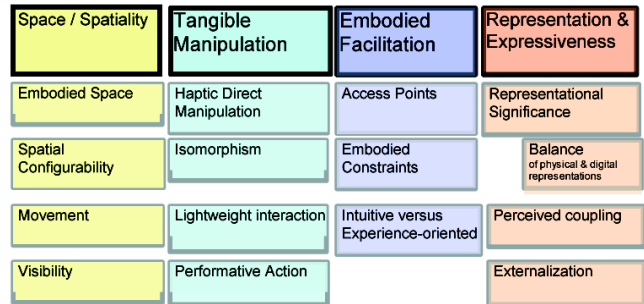 Space / Spatiality
Tangible
Manipulation
Embodied
Facilitation
Representation &
Expressiveness
Embodied Space
Haptic Direct
Manipulation
Access Points
Representational
Significance
Spatial
Configurability
Isomorphism
Embodied
Constraints
Balance
of physical & digital
representations
Movement
Lightweight interaction
Intuitive versus
Experience-oriented
Perceived coupling
Visibility
Performative Action
Externalization